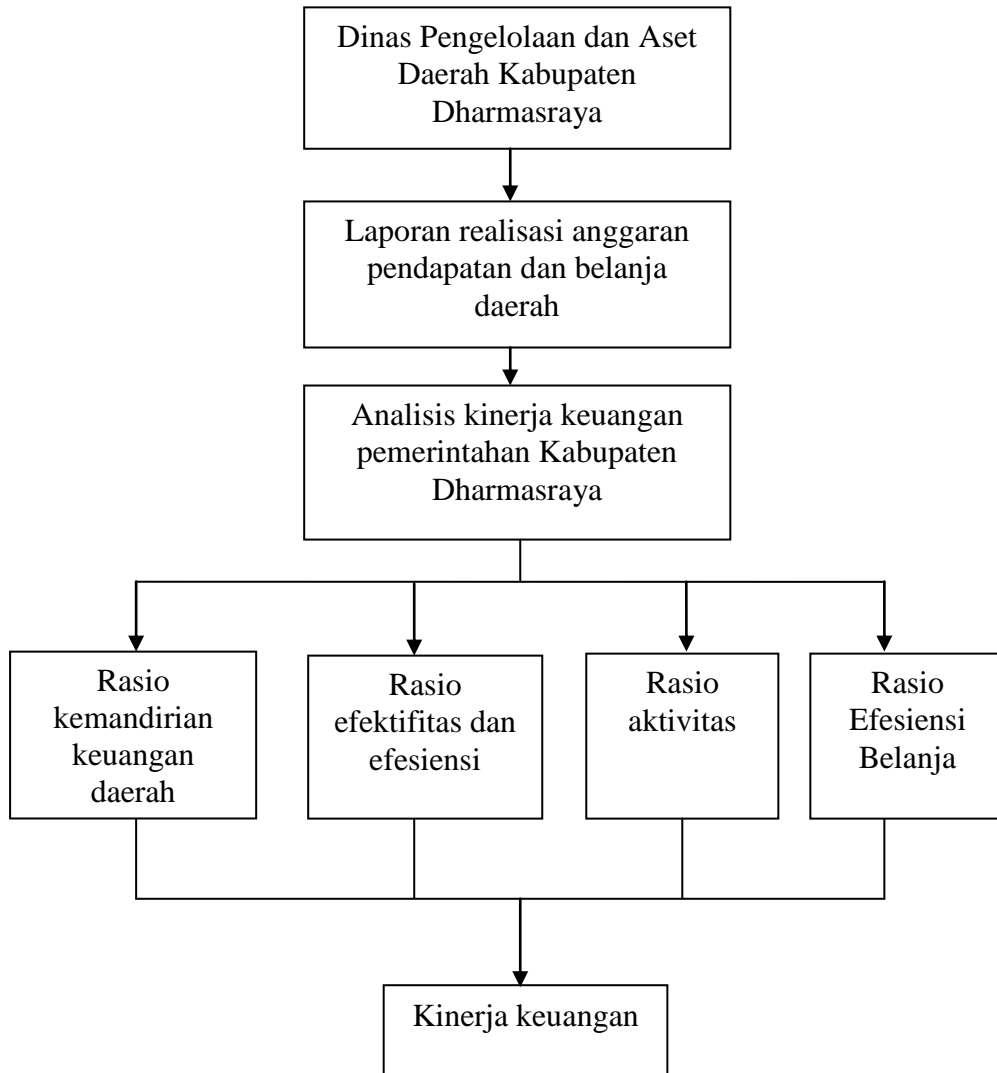 Dinas Pengelolaan dan Aset
Daerah Kabupaten
Dharmasraya
Laporan realisasi anggaran
pendapatan dan belanja
daerah
Analisis kinerja keuangan
pemerintahan Kabupaten
Dharmasraya
Rasio
kemandirian
keuangan
daerah
Rasio
efektifitas dan
efesiensi
Rasio
aktivitas
Rasio
Efesiensi
Belanja
Kinerja keuangan